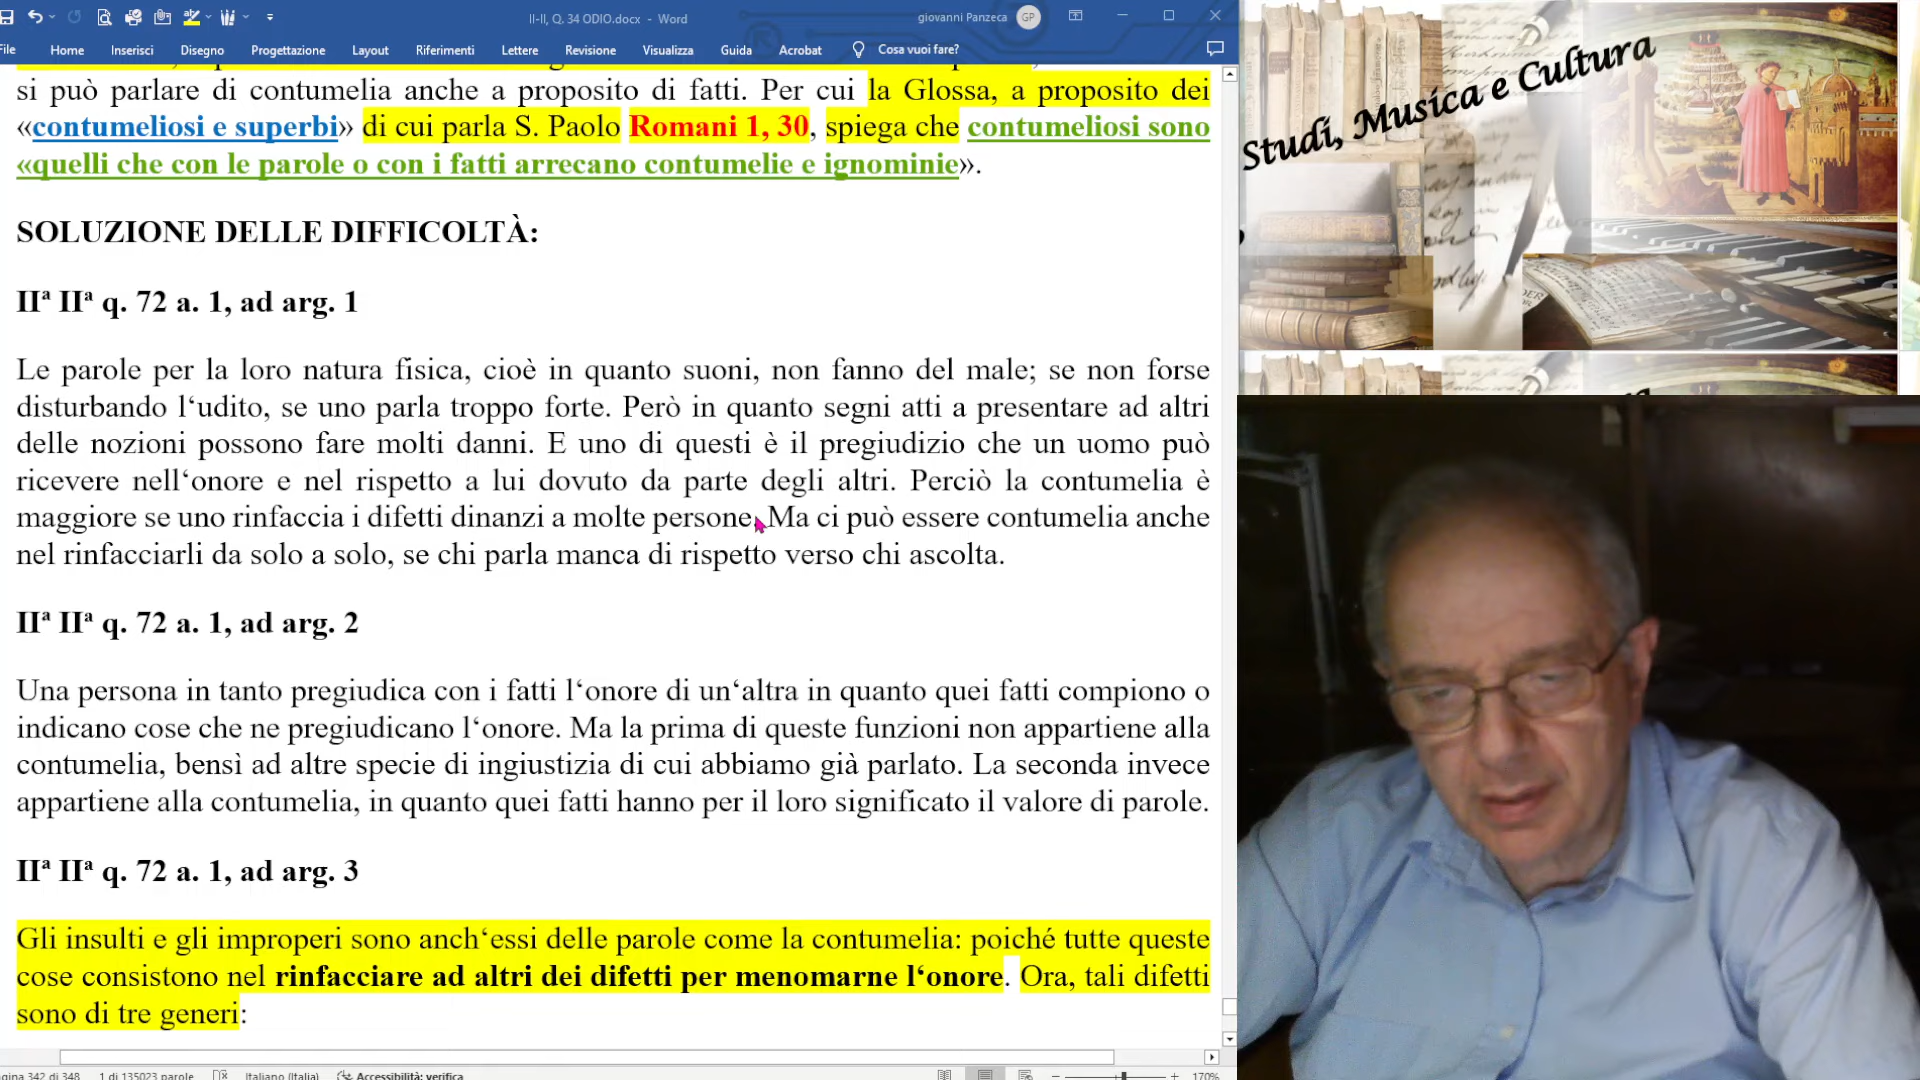 II-II, Q. 34 ODIO.docx - Word
giovanni Panzeca
GP
File Home Inserisci Disegno Progettazione Layout Riferimenti Lettere Revisione Visualizza Guida Acrobat Cosa vuoi fare?
si può parlare di contumelia anche a proposito di fatti. Per cui la Glossa, a proposito dei
«contumeliosi e superbi» di cui parla S. Paolo Romani 1, 30, spiega che contumeliosi sono
«quelli che con le parole o con i fatti arrecano contumelie e ignominie».
SOLUZIONE DELLE DIFFICOLTÀ:
IIª IIª q. 72 a. 1, ad arg. 1
Le parole per la loro natura fisica, cioè in quanto suoni, non fanno del male; se non forse
disturbando l‘udito, se uno parla troppo forte. Però in quanto segni atti a presentare ad altri
delle nozioni possono fare molti danni. E uno di questi è il pregiudizio che un uomo può
ricevere nell‘onore e nel rispetto a lui dovuto da parte degli altri. Perciò la contumelia è
maggiore se uno rinfaccia i difetti dinanzi a molte persone. Ma ci può essere contumelia anche
nel rinfacciarli da solo a solo, se chi parla manca di rispetto verso chi ascolta.
IIª IIª q. 72 a. 1, ad arg. 2
Una persona in tanto pregiudica con i fatti l‘onore di un‘altra in quanto quei fatti compiono o
indicano cose che ne pregiudicano l‘onore. Ma la prima di queste funzioni non appartiene alla
contumelia, bensì ad altre specie di ingiustizia di cui abbiamo già parlato. La seconda invece
appartiene alla contumelia, in quanto quei fatti hanno per il loro significato il valore di parole.
IIª IIª q. 72 a. 1, ad arg. 3
Gli insulti e gli improperi sono anch‘essi delle parole come la contumelia: poiché tutte queste
cose consistono nel rinfacciare ad altri dei difetti per menomarne l‘onore. Ora, tali difetti
sono di tre generi:
342 di 348 1 di 135023 parole Italiano (Italia) Accessibilità: verifica 170%
Studi, Musica e Cultura